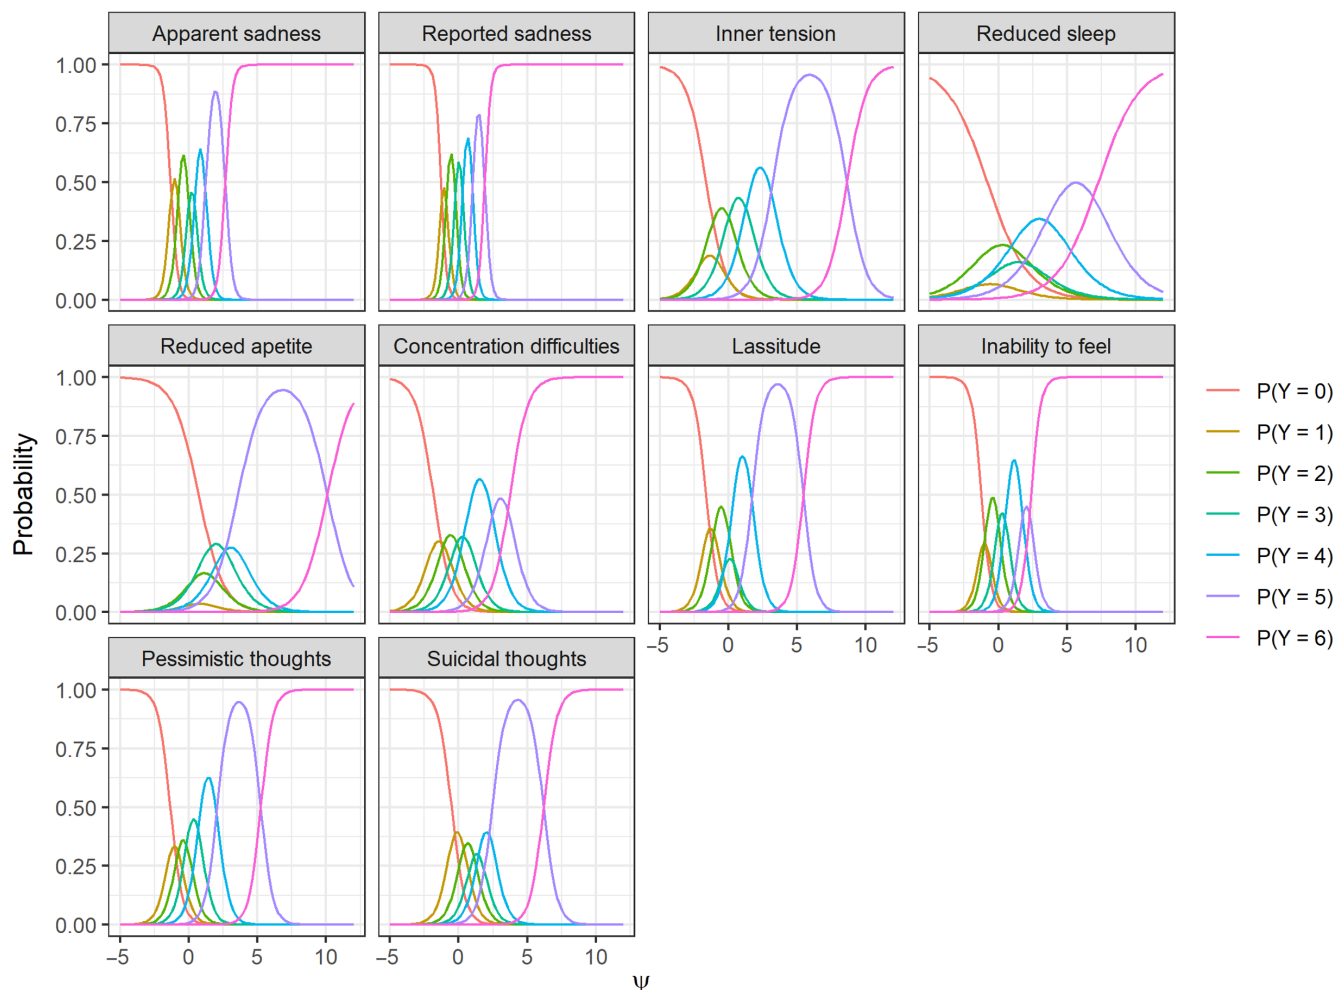 Apparent sadness
Reported sadness
Inner tension
Reduced sleep
1.00
0.75
0.50
0.25
0.00
Reduced apetite
Concentration difficulties
Lassitude
Inability to feel
1.00
0.75
0.50
0.25
0.00
−5 0 5 10
−5 0 5 10
Pessimistic thoughts
Suicidal thoughts
1.00
0.75
0.50
0.25
0.00
−5 0 5 10
−5 0 5 10
Probability
ψ
P(Y = 0)
P(Y = 1)
P(Y = 2)
P(Y = 3)
P(Y = 4)
P(Y = 5)
P(Y = 6)